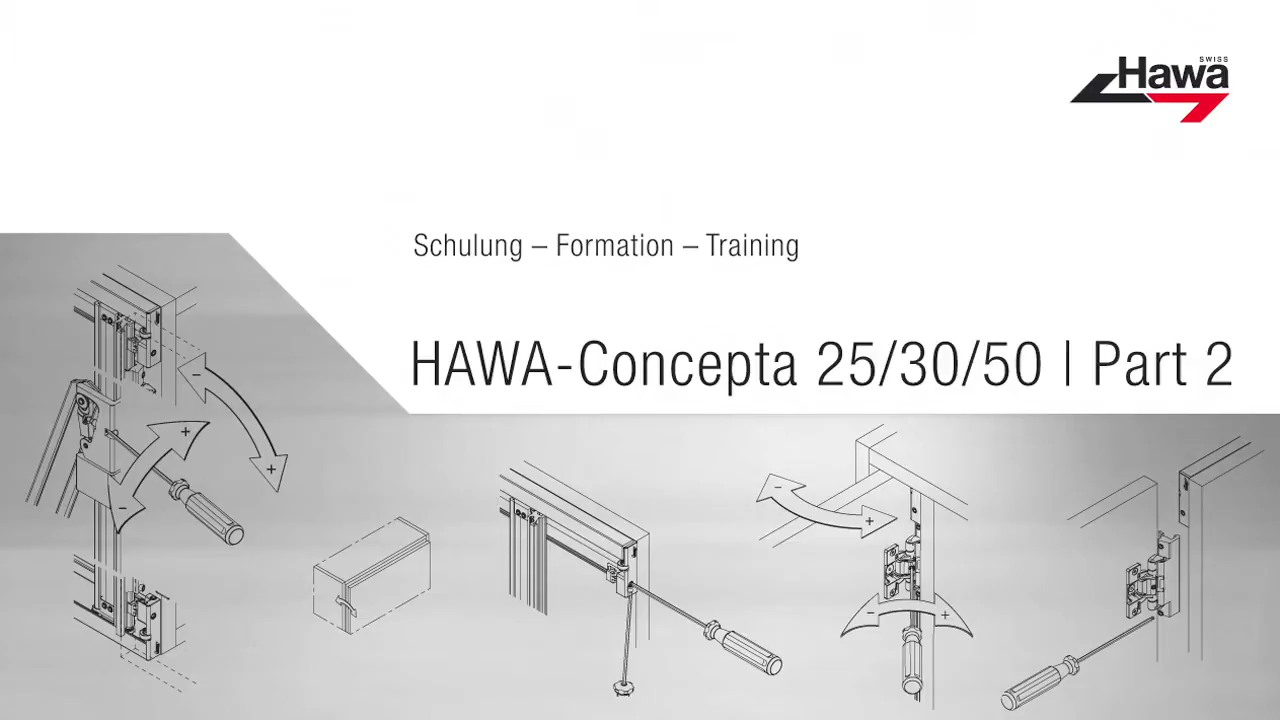 SWISS
Hawa
Schulung – Formation – Training
HAWA-Concepta 25/30/50 | Part 2